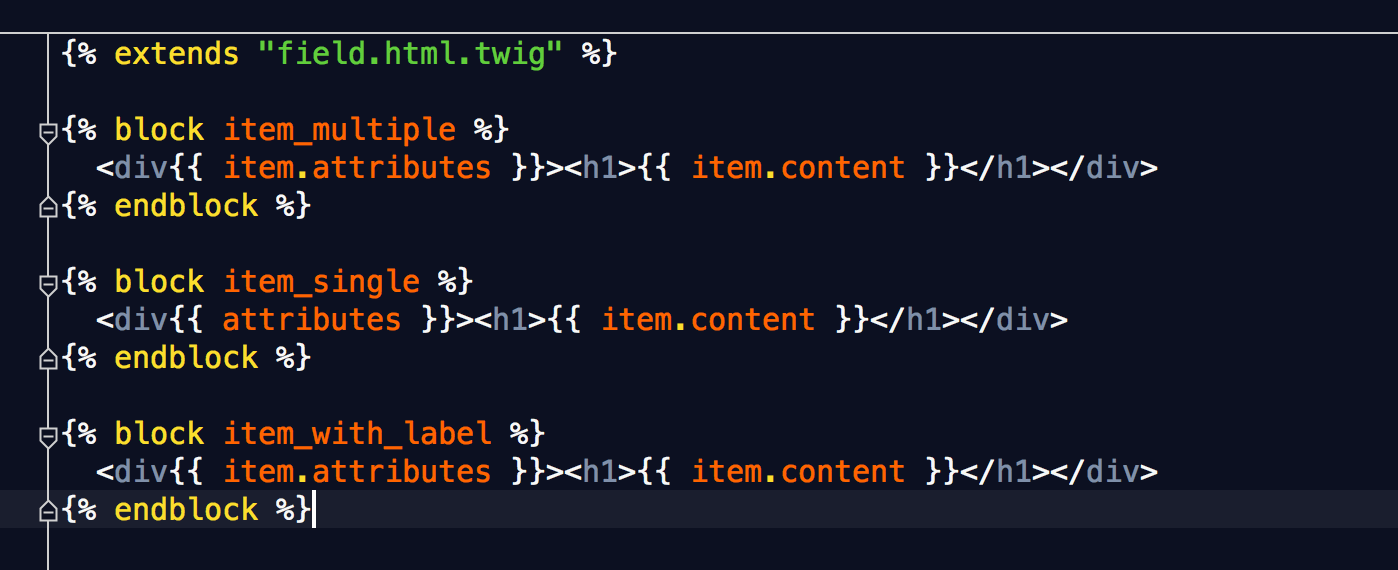 {% extends "field.html.twig" %}
{% block item_multiple %}
<div{{ item.attributes }}><h1>{{ item.content }}</h1></div>
{% endblock %}
{% block item_single %}
<div{{ attributes }}><h1>{{ item.content }}</h1></div>
{% endblock %}
{% block item_with_label %}
<div{{ item.attributes }}><h1>{{ item.content }}</h1></div>
{% endblock %}